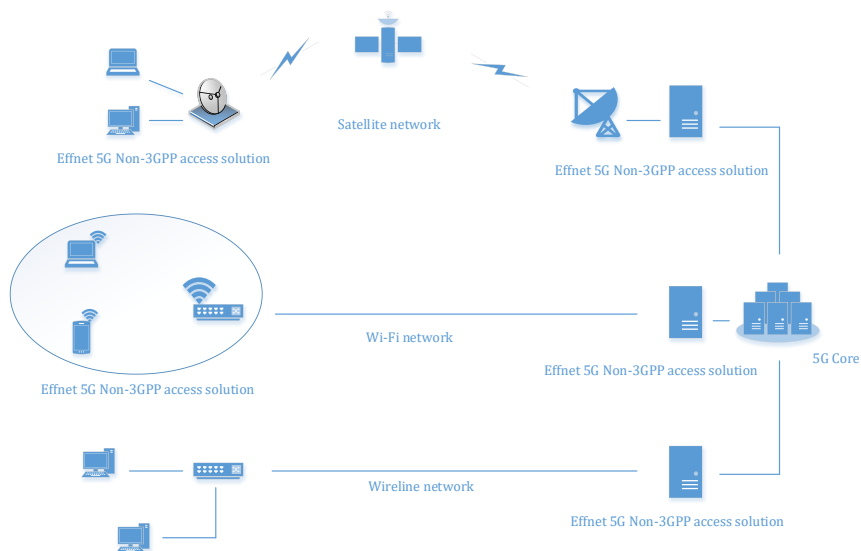 Satellite network
Effnet 5G Non-3GPP access solution
Effnet 5G Non-3GPP access solution
Wi-Fi network
5G Core
Effnet 5G Non-3GPP access solution
Effnet 5G Non-3GPP access solution
Wireline network
Effnet 5G Non-3GPP access solution